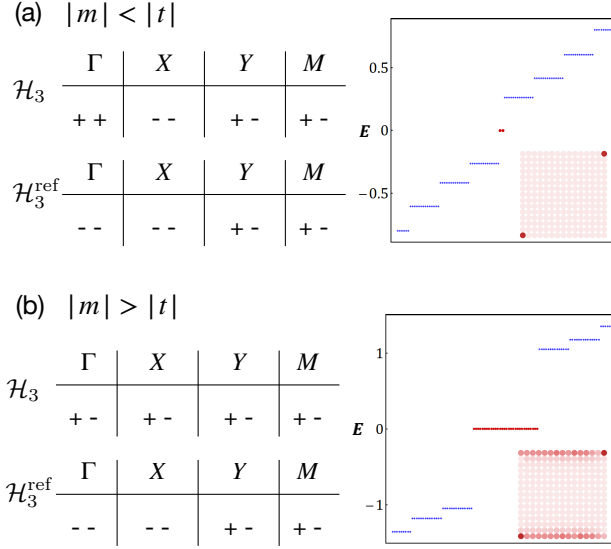 (a) |m| < |t|
Γ X Y M
ℋ₃ + + - - + - + -
Γ X Y M
ℋ₃ʳᵉᶠ - - - - + - + -
E
0.5
0
−0.5
(b) |m| > |t|
Γ X Y M
ℋ₃ + - + - + - + -
Γ X Y M
ℋ₃ʳᵉᶠ - - - - + - + -
E
1
0
−1